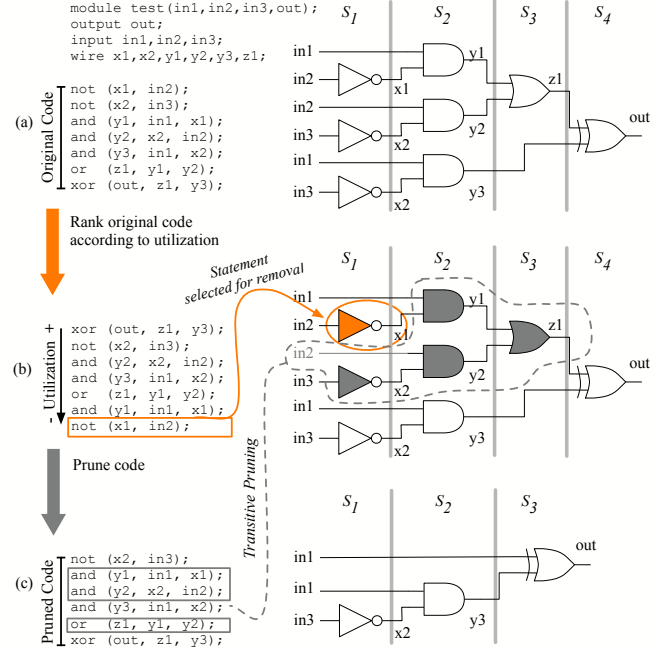 module test(in1,in2,in3,out);
output out;
input in1,in2,in3;
wire x1,x2,y1,y2,y3,z1;
(a)
Original Code
not (x1, in2);
not (x2, in3);
and (y1, in1, x1);
and (y2, x2, in2);
and (y3, in1, x2);
or (z1, y1, y2);
xor (out, z1, y3);
S1 S2 S3 S4
in1
y1
in2
x1
z1
in2
out
in3
x2
y2
in1
in3
x2
y3
Rank original code
according to utilization
Statement
selected for removal
(b)
- Utilization +
xor (out, z1, y3);
not (x2, in3);
and (y2, x2, in2);
and (y3, in1, x2);
or (z1, y1, y2);
and (y1, in1, x1);
not (x1, in2);
S1 S2 S3 S4
in1
y1
in2
x1
z1
in2
out
in3
y2
in1
in3
x2
y3
Prune code
Transitive Pruning
(c)
Pruned Code
not (x2, in3);
and (y1, in1, x1);
and (y2, x2, in2);
and (y3, in1, x2);
or (z1, y1, y2);
xor (out, z1, y3);
S1 S2 S3
in1
out
in1
in3
x2
y3